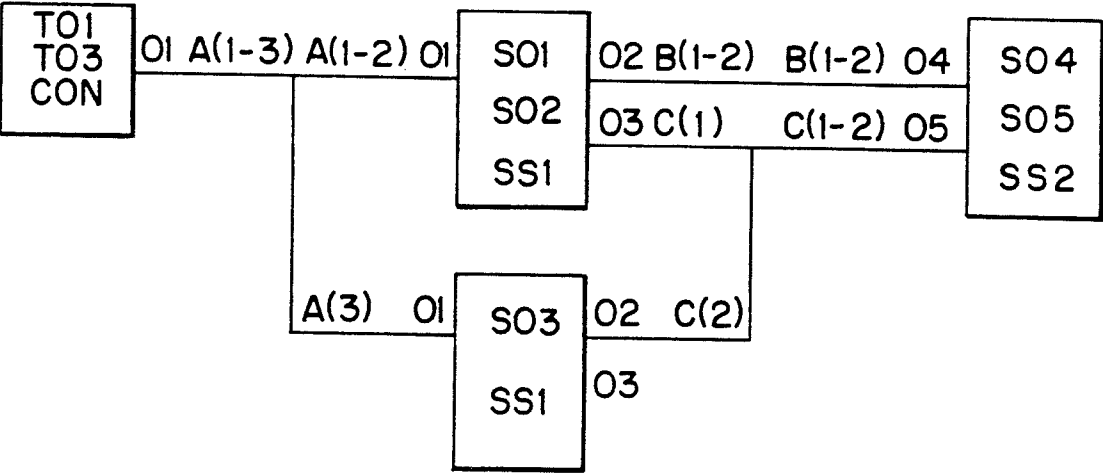 TO1
TO3
CON
O1 A(1-3) A(1-2) O1
SO1
SO2
SS1
O2 B(1-2) B(1-2) O4
O3 C(1) C(1-2) O5
SO4
SO5
SS2
A(3) O1
SO3
SS1
O2 C(2)
O3